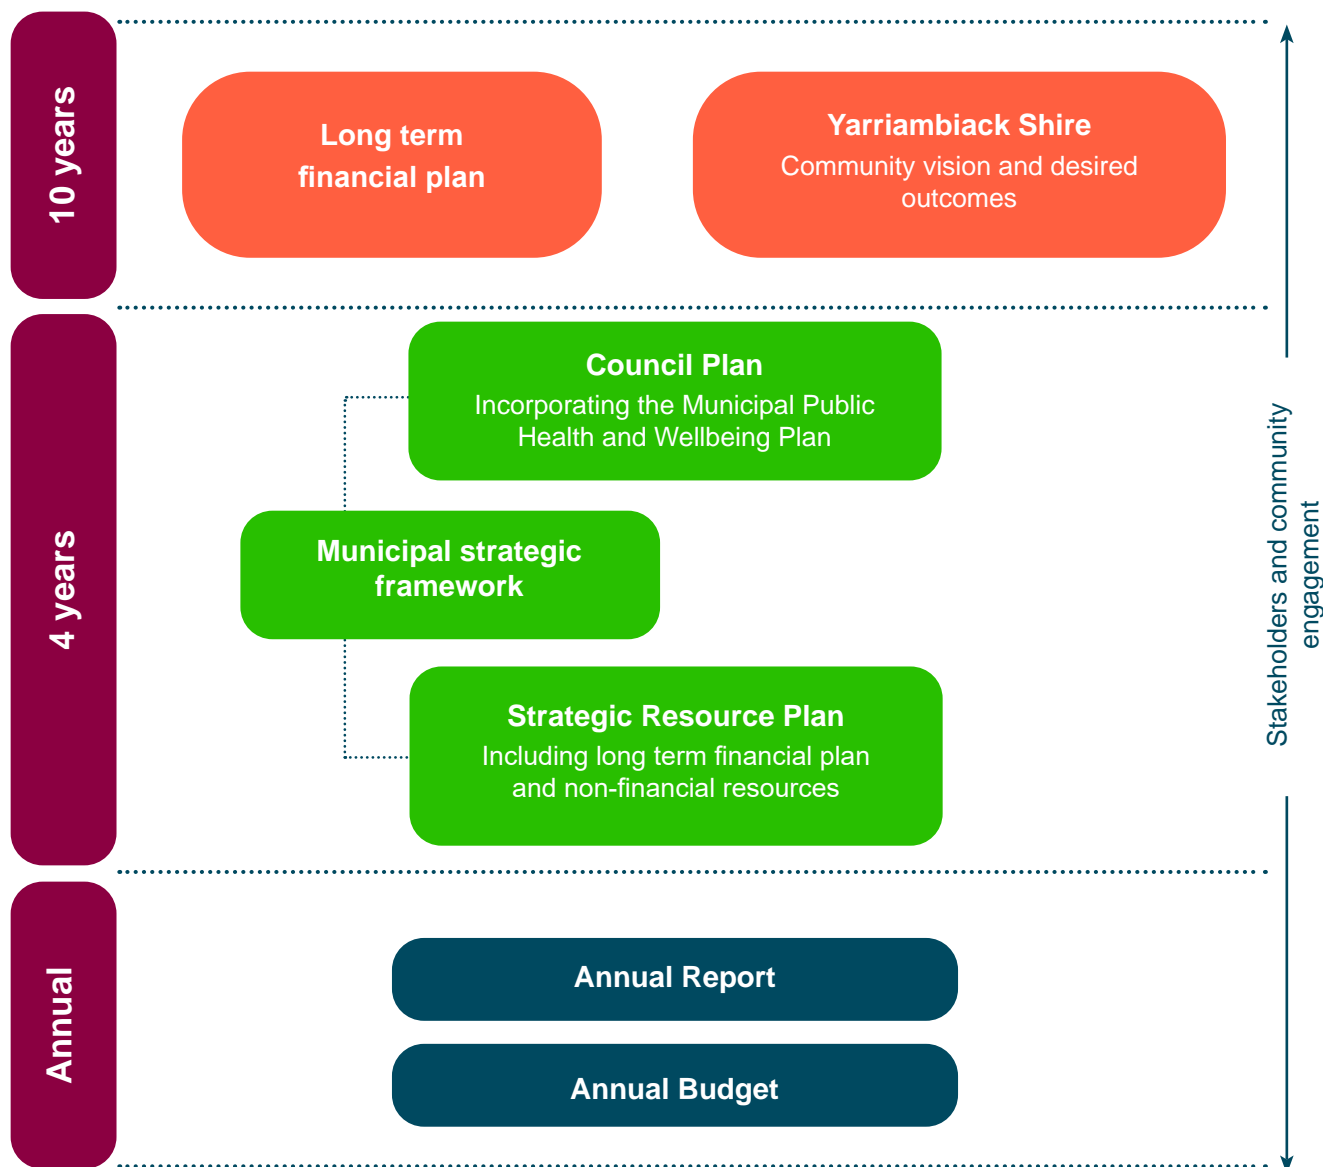 10 years
Long term
financial plan
Yarriambiack Shire
Community vision and desired
outcomes
4 years
Council Plan
Incorporating the Municipal Public
Health and Wellbeing Plan
Municipal strategic
framework
Strategic Resource Plan
Including long term financial plan
and non-financial resources
Annual
Annual Report
Annual Budget
Stakeholders and community
engagement